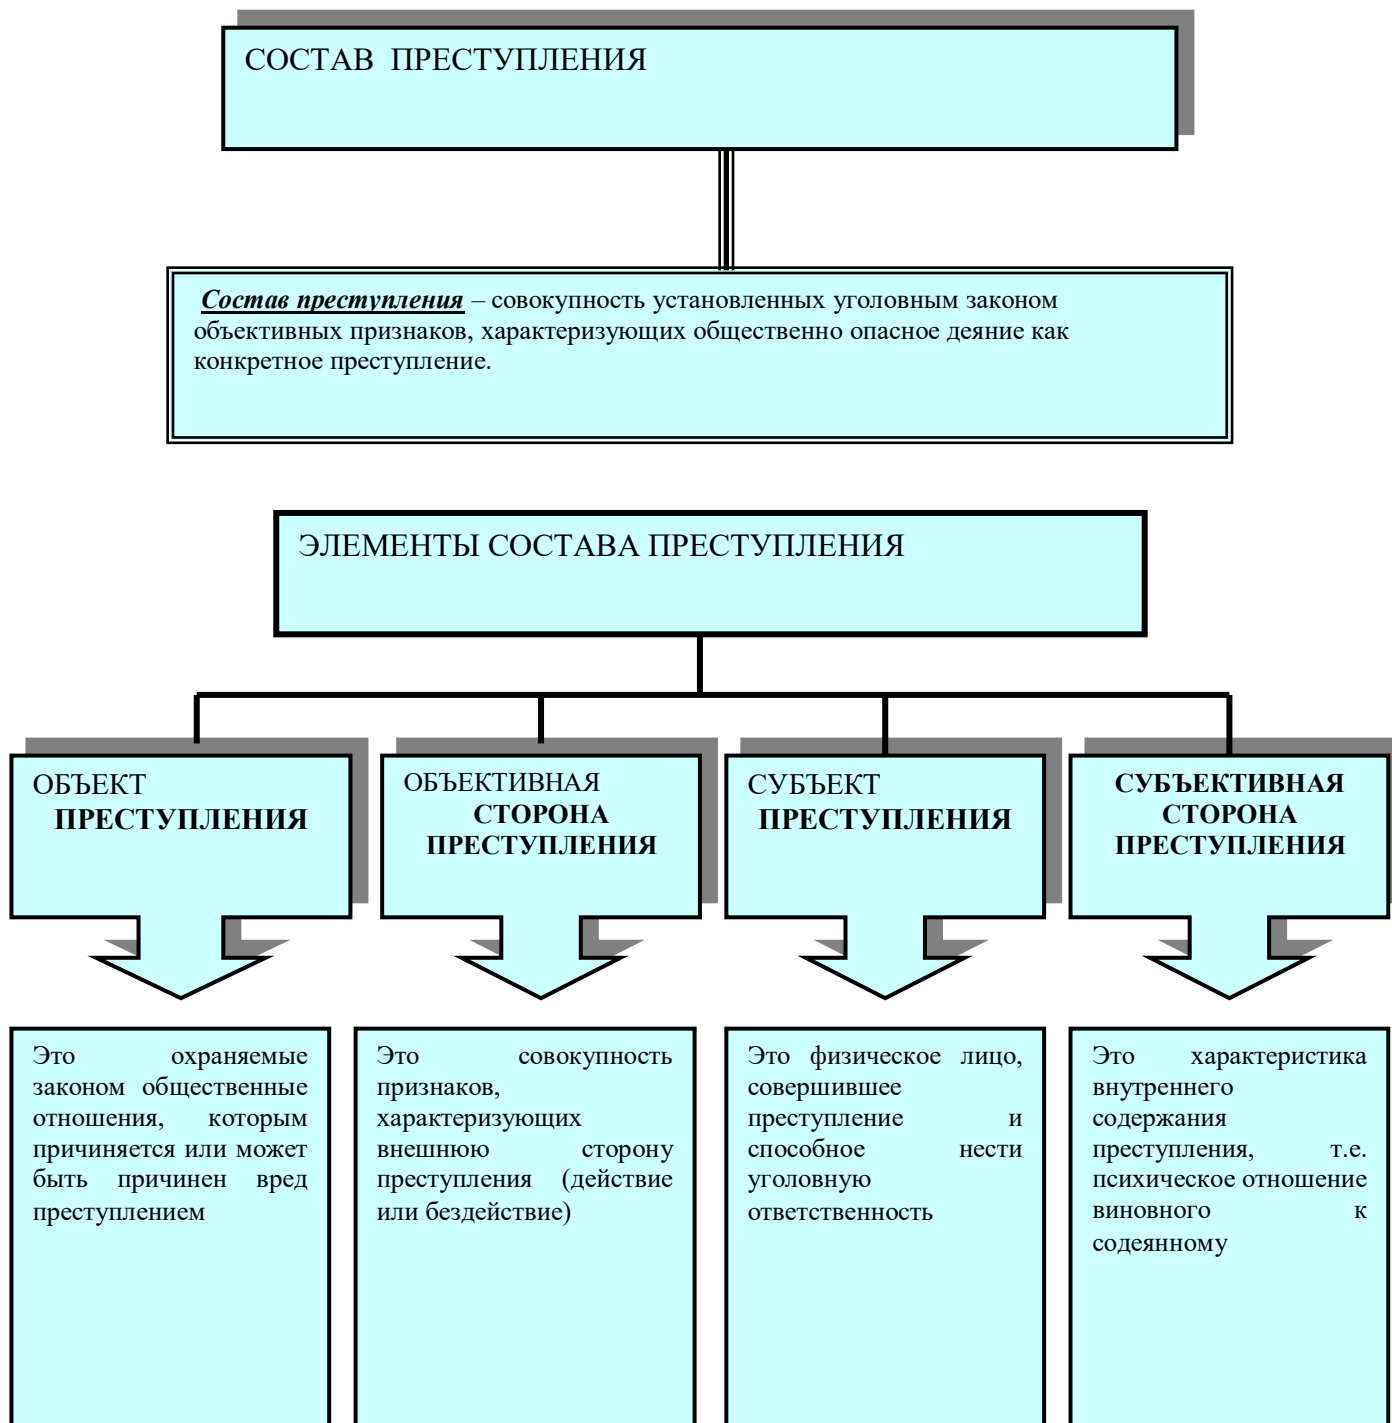 СОСТАВ ПРЕСТУПЛЕНИЯ
Состав преступления – совокупность установленных уголовным законом
объективных признаков, характеризующих общественно опасное деяние как
конкретное преступление.
ЭЛЕМЕНТЫ СОСТАВА ПРЕСТУПЛЕНИЯ
ОБЪЕКТ
ПРЕСТУПЛЕНИЯ
ОБЪЕКТИВНАЯ
СТОРОНА
ПРЕСТУПЛЕНИЯ
СУБЪЕКТ
ПРЕСТУПЛЕНИЯ
СУБЪЕКТИВНАЯ
СТОРОНА
ПРЕСТУПЛЕНИЯ
Это охраняемые
законом общественные
отношения, которым
причиняется или может
быть причинен вред
преступлением
Это совокупность
признаков,
характеризующих
внешнюю сторону
преступления (действие
или бездействие)
Это физическое лицо,
совершившее
преступление и
способное нести
уголовную
ответственность
Это характеристика
внутреннего
содержания
преступления, т.е.
психическое отношение
виновного к
содеянному